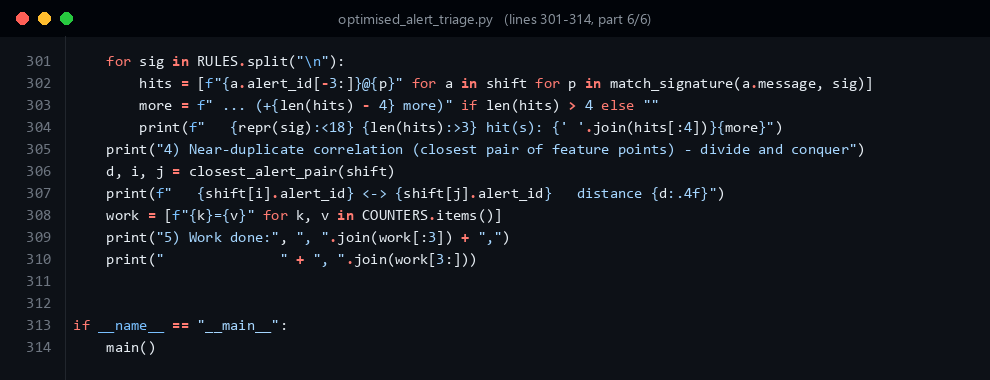 optimised_alert_triage.py (lines 301-314, part 6/6)
301     for sig in RULES.split("\n"):
302         hits = [f"{a.alert_id[-3:]}@{p}" for a in shift for p in match_signature(a.message, sig)]
303         more = f" ... (+{len(hits) - 4} more)" if len(hits) > 4 else ""
304         print(f"   {repr(sig):<18} {len(hits):>3} hit(s): {' '.join(hits[:4])}{more}")
305     print("4) Near-duplicate correlation (closest pair of feature points) - divide and conquer")
306     d, i, j = closest_alert_pair(shift)
307     print(f"   {shift[i].alert_id} <-> {shift[j].alert_id}   distance {d:.4f}")
308     work = [f"{k}={v}" for k, v in COUNTERS.items()]
309     print("5) Work done:", ", ".join(work[:3]) + ",")
310     print("              " + ", ".join(work[3:]))
311
312
313 if __name__ == "__main__":
314     main()